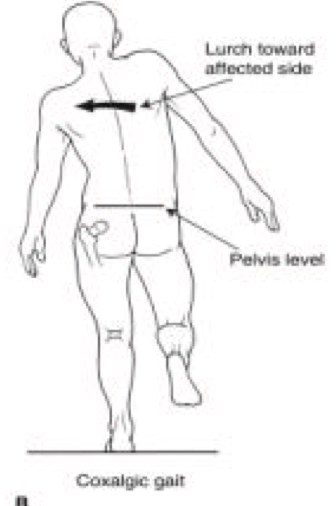 Lurch toward
affected side
Pelvis level
Coxalgic gait
B